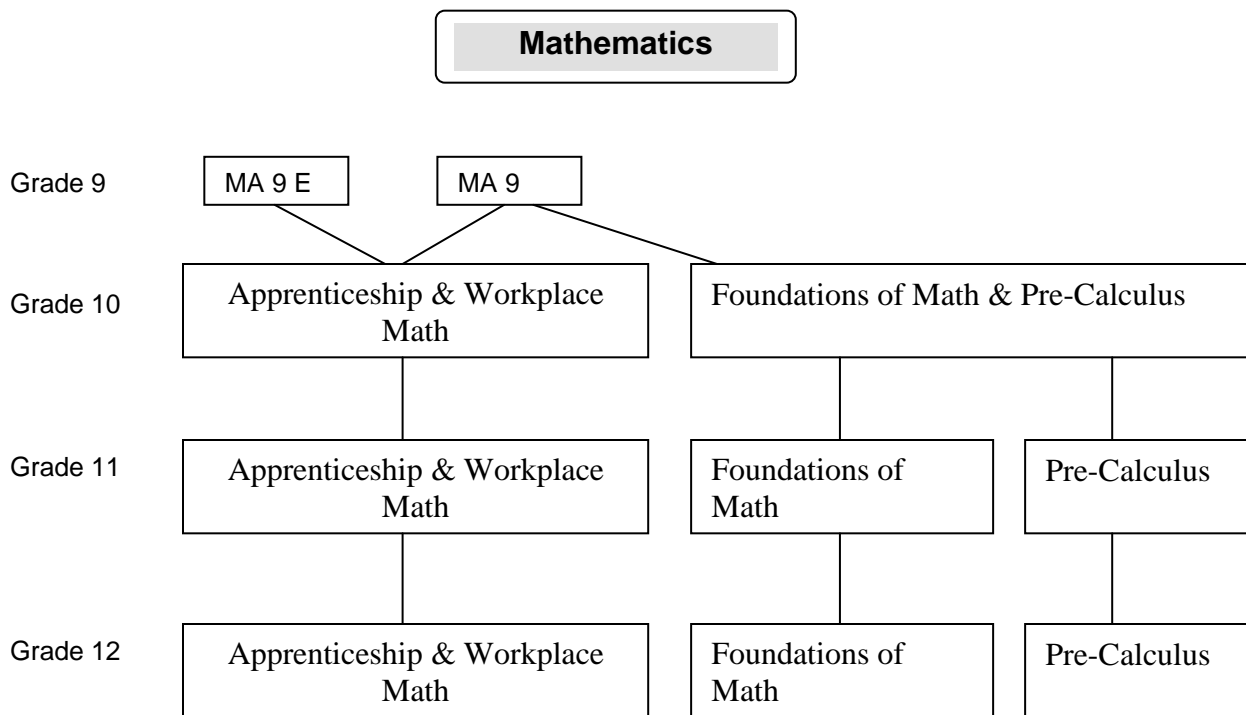 Mathematics
Grade 9
MA 9 E
MA 9
Grade 10
Apprenticeship & Workplace
Math
Foundations of Math & Pre-Calculus
Grade 11
Apprenticeship & Workplace
Math
Foundations of
Math
Pre-Calculus
Grade 12
Apprenticeship & Workplace
Math
Foundations of
Math
Pre-Calculus